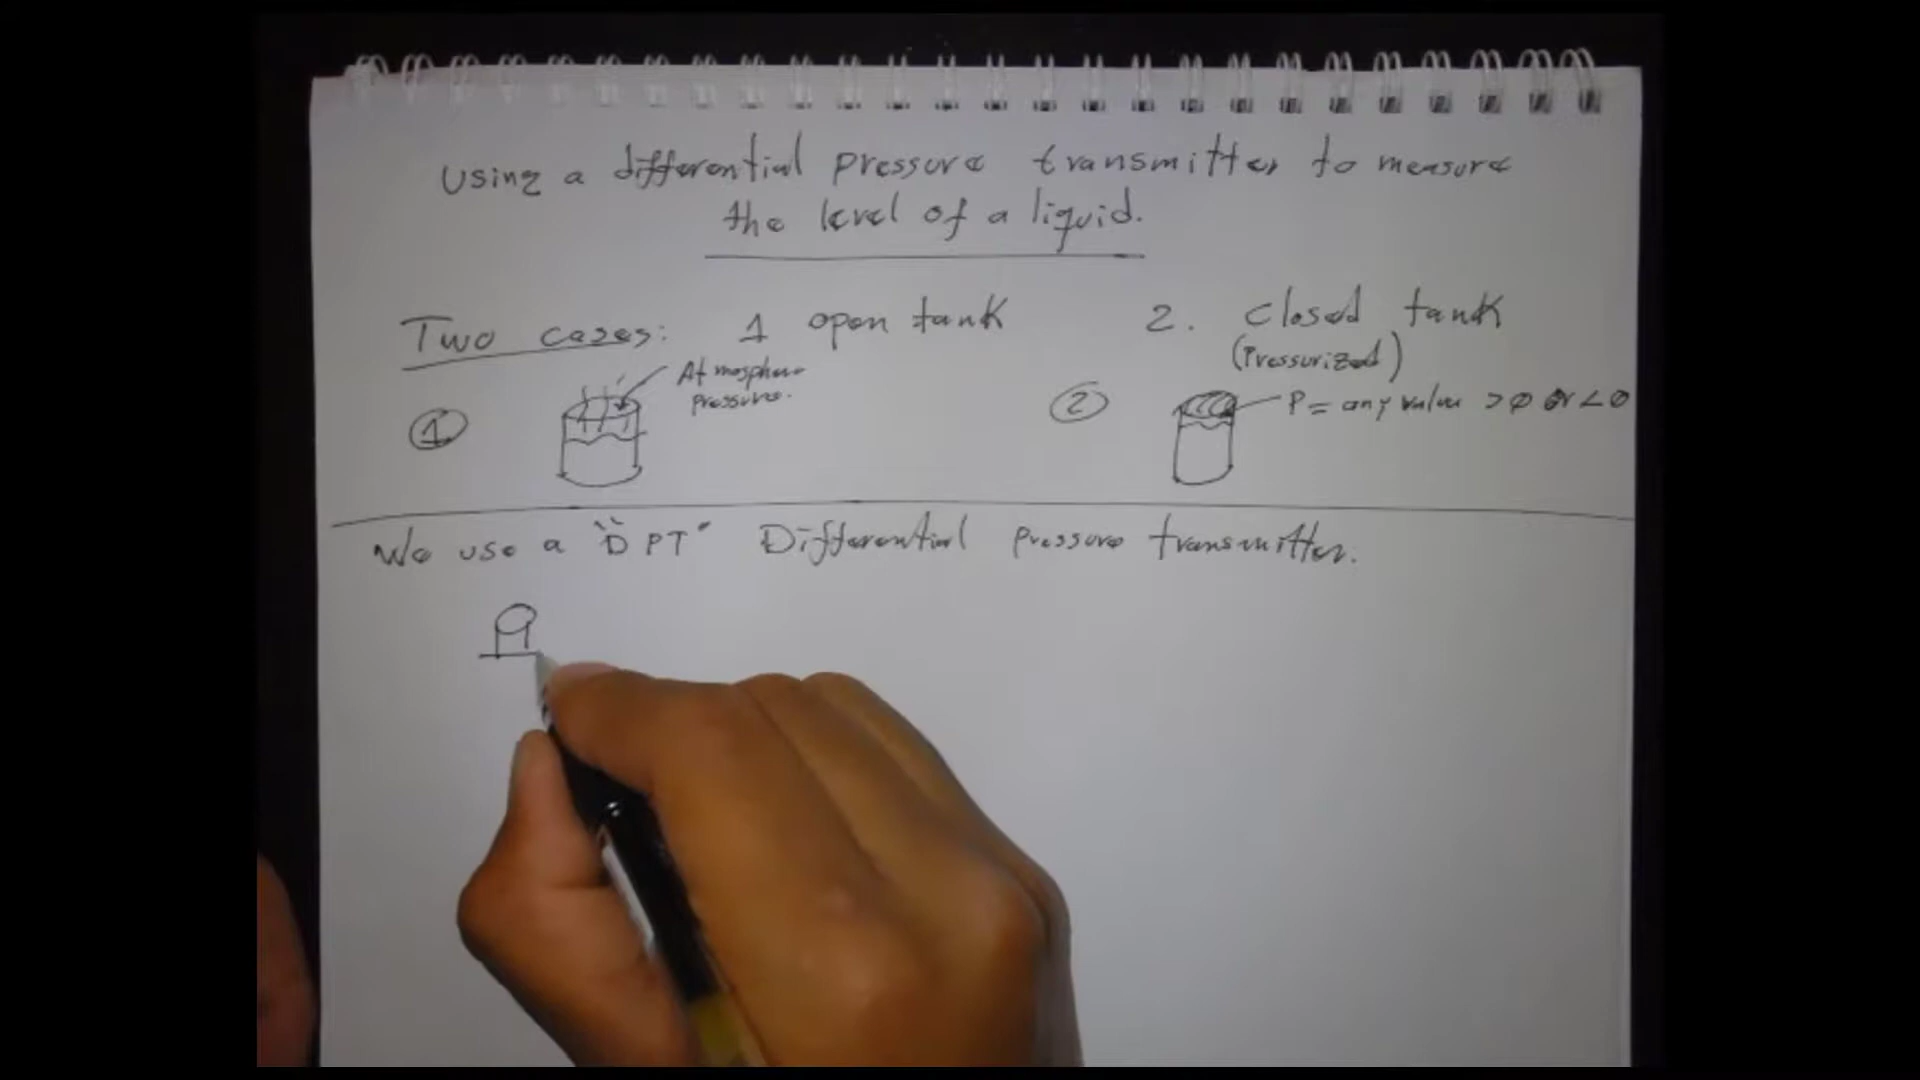 Using a differential pressure transmitter to measure
the level of a liquid.
Two cases: 1 open tank 2. closed tank
(Pressurized)
Atmosphere
pressure.
1
2 P = any value > 0 or < 0
We use a "DPT" Differential pressure transmitter.